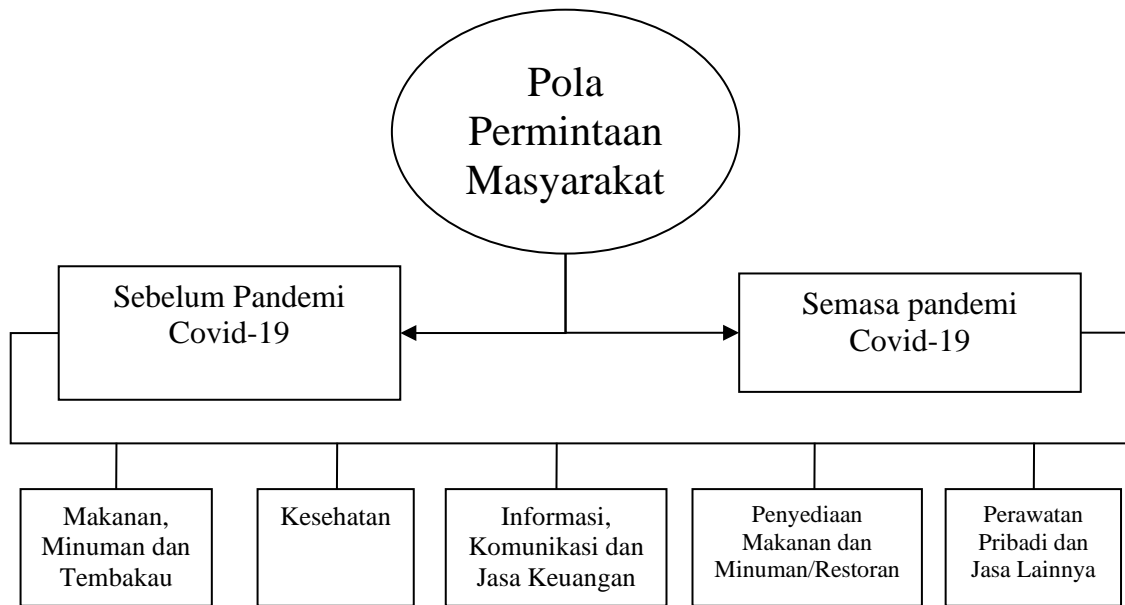 Pola
Permintaan
Masyarakat
Sebelum Pandemi
Covid-19
Semasa pandemi
Covid-19
Makanan,
Minuman dan
Tembakau
Kesehatan
Informasi,
Komunikasi dan
Jasa Keuangan
Penyediaan
Makanan dan
Minuman/Restoran
Perawatan
Pribadi dan
Jasa Lainnya